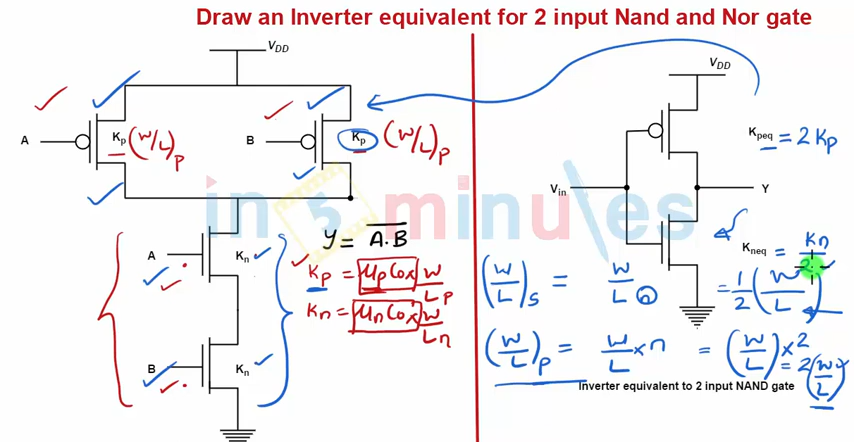 Draw an Inverter equivalent for 2 input Nand and Nor gate
VDD
A
Kp (W/L)p
B
Kp (W/L)p
in 5 minutes
A
Kn
B
Kn
Y = \overline{A.B}
Kp = μpCox W/Lp
Kn = μnCox W/Ln
VDD
Kpeq = 2Kp
Vin
Y
Kneq = Kn/2
(W/L)s = W/Ln = 1/2 (W/L)
(W/L)p = W/L × n = (W/L) × 2
= 2(W/L)
Inverter equivalent to 2 input NAND gate